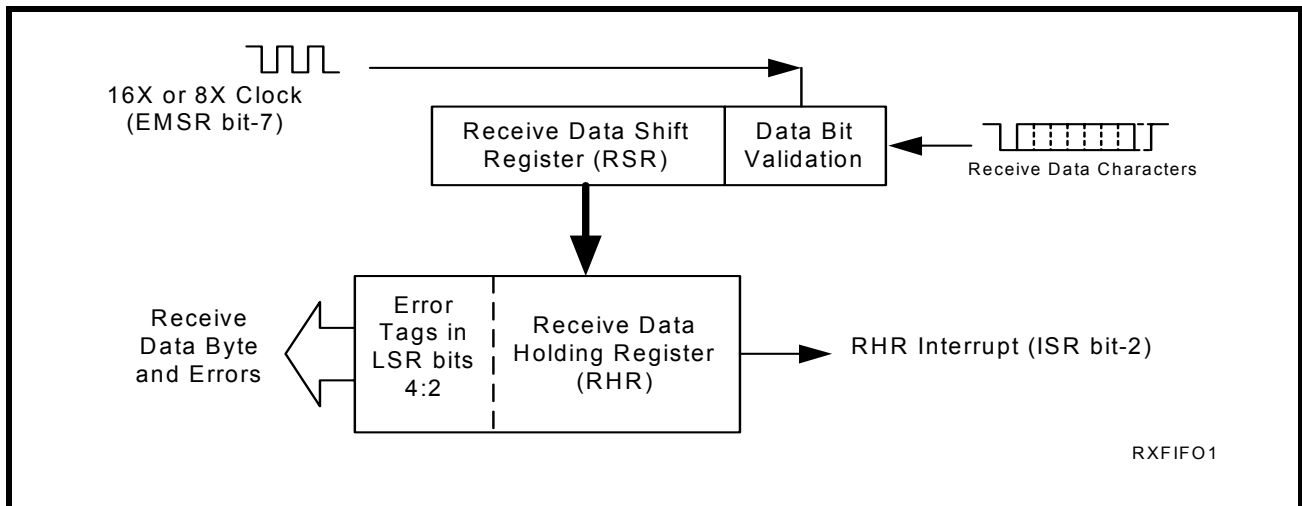 16X or 8X Clock
(EMSR bit-7)
Receive Data Shift
Register (RSR)
Data Bit
Validation
Receive Data Characters
Receive
Data Byte
and Errors
Error
Tags in
LSR bits
4:2
Receive Data
Holding Register
(RHR)
RHR Interrupt (ISR bit-2)
RXFIFO1